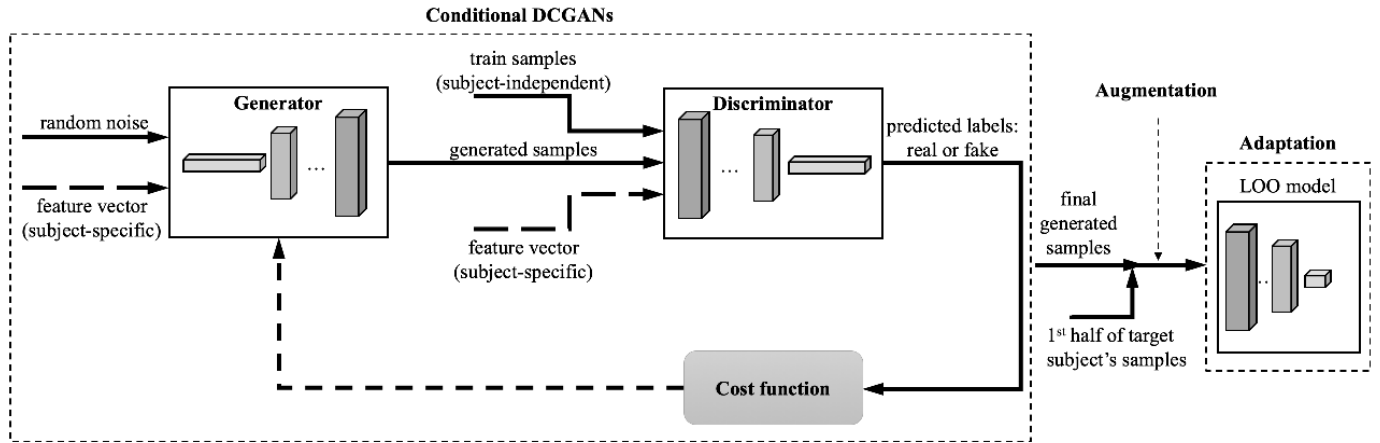 Conditional DCGANs
random noise
feature vector
(subject-specific)
Generator
...
train samples
(subject-independent)
generated samples
feature vector
(subject-specific)
Discriminator
...
predicted labels:
real or fake
Cost function
Augmentation
final
generated
samples
1st half of target
subject's samples
Adaptation
LOO model
..